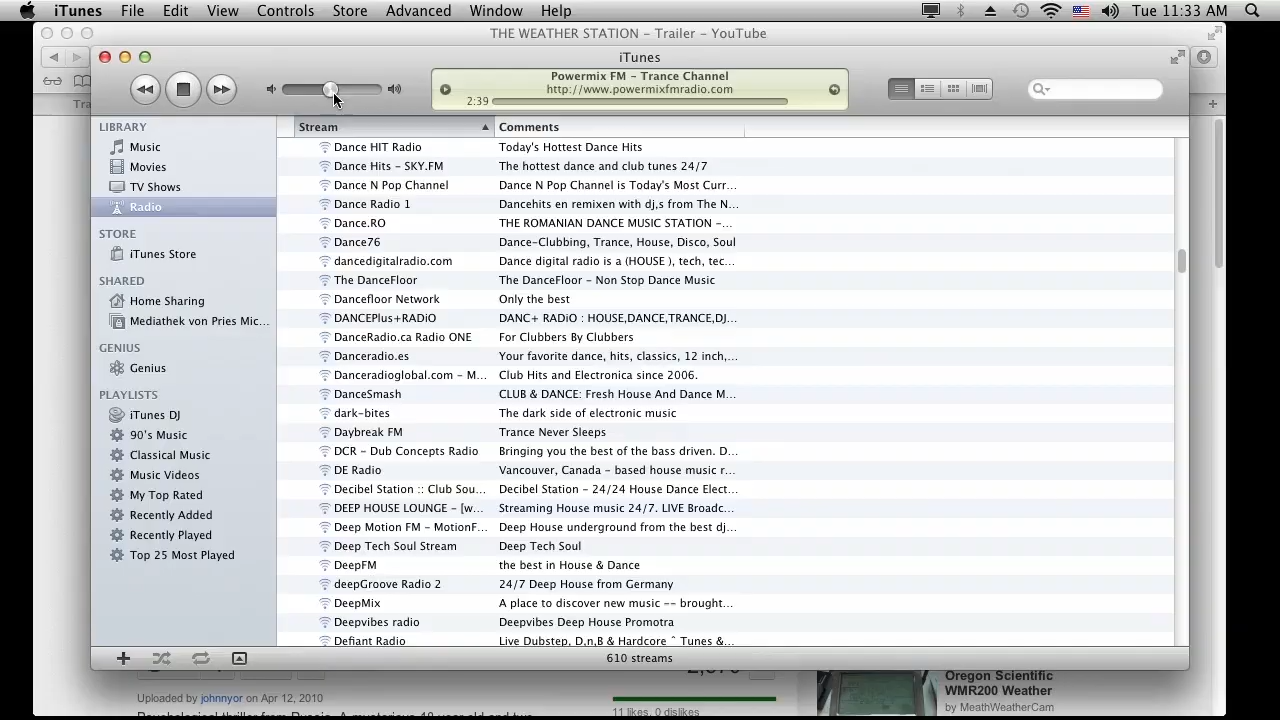 iTunes File Edit View Controls Store Advanced Window Help Tue 11:33 AM
THE WEATHER STATION – Trailer – YouTube
iTunes
Powermix FM – Trance Channel
http://www.powermixfmradio.com
2:39
LIBRARY
Music
Movies
TV Shows
Radio
STORE
iTunes Store
SHARED
Home Sharing
Mediathek von Pries Mic...
GENIUS
Genius
PLAYLISTS
iTunes DJ
90's Music
Classical Music
Music Videos
My Top Rated
Recently Added
Recently Played
Top 25 Most Played
Stream Comments
Dance HIT Radio Today's Hottest Dance Hits
Dance Hits – SKY.FM The hottest dance and club tunes 24/7
Dance N Pop Channel Dance N Pop Channel is Today's Most Curr...
Dance Radio 1 Dancehits en remixen with dj,s from The N...
Dance.RO THE ROMANIAN DANCE MUSIC STATION –...
Dance76 Dance–Clubbing, Trance, House, Disco, Soul
dancedigitalradio.com Dance digital radio is a (HOUSE ), tech, tec...
The DanceFloor The DanceFloor – Non Stop Dance Music
Dancefloor Network Only the best
DANCEPlus+RADiO DANC+ RADiO : HOUSE,DANCE,TRANCE,DJ...
DanceRadio.ca Radio ONE For Clubbers By Clubbers
Danceradio.es Your favorite dance, hits, classics, 12 inch,...
Danceradioglobal.com – M... Club Hits and Electronica since 2006.
DanceSmash CLUB & DANCE: Fresh House And Dance M...
dark-bites The dark side of electronic music
Daybreak FM Trance Never Sleeps
DCR – Dub Concepts Radio Bringing you the best of the bass driven. D...
DE Radio Vancouver, Canada – based house music r...
Decibel Station :: Club Sou... Decibel Station – 24/24 House Dance Elect...
DEEP HOUSE LOUNGE – [w... Streaming House music 24/7. LIVE Broadc...
Deep Motion FM – MotionF... Deep House underground from the best dj...
Deep Tech Soul Stream Deep Tech Soul
DeepFM the best in House & Dance
deepGroove Radio 2 24/7 Deep House from Germany
DeepMix A place to discover new music –– brought...
Deepvibes radio Deepvibes Deep House Promotra
Defiant Radio Live Dubstep, D,n,B & Hardcore ˆ Tunes &...
610 streams
Uploaded by johnnyor on Apr 12, 2010
11 likes, 0 dislikes
Oregon Scientific
WMR200 Weather
by MeathWeatherCam